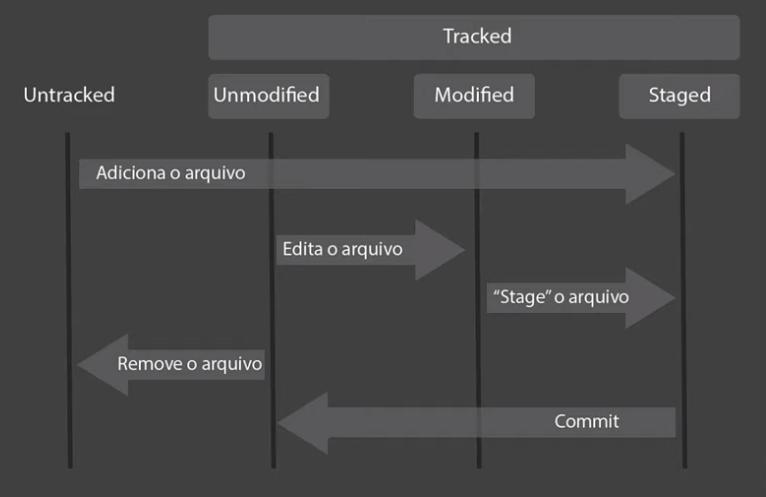 Tracked
Untracked
Unmodified
Modified
Staged
Adiciona o arquivo
Edita o arquivo
“Stage” o arquivo
Remove o arquivo
Commit